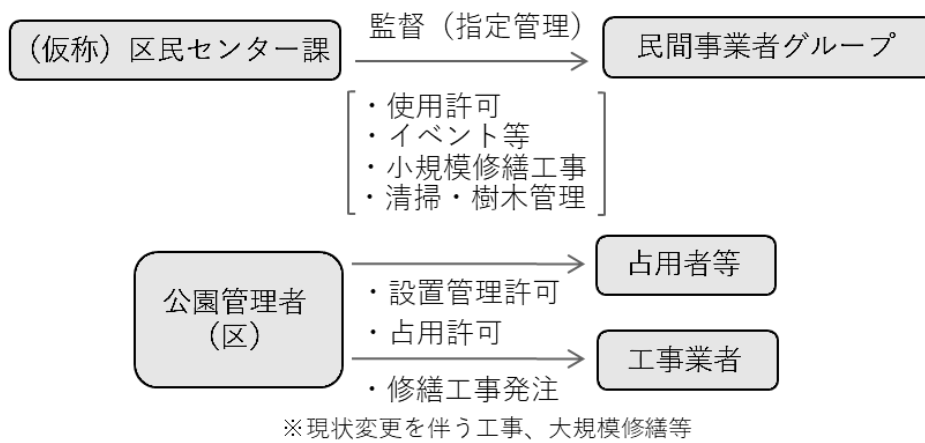 監督（指定管理）
（仮称）区民センター課
民間事業者グループ
・使用許可
・イベント等
・小規模修繕工事
・清掃・樹木管理
公園管理者
（区）
占用者等
・設置管理許可
・占用許可
工事業者
・修繕工事発注
※現状変更を伴う工事、大規模修繕等